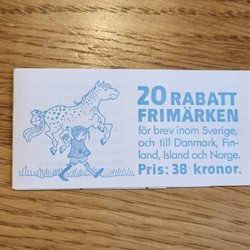 20 RABATT
FRIMÄRKEN
för brev inom Sverige,
och till Danmark, Fin-
land, Island och Norge.
Pris: 38 kronor.